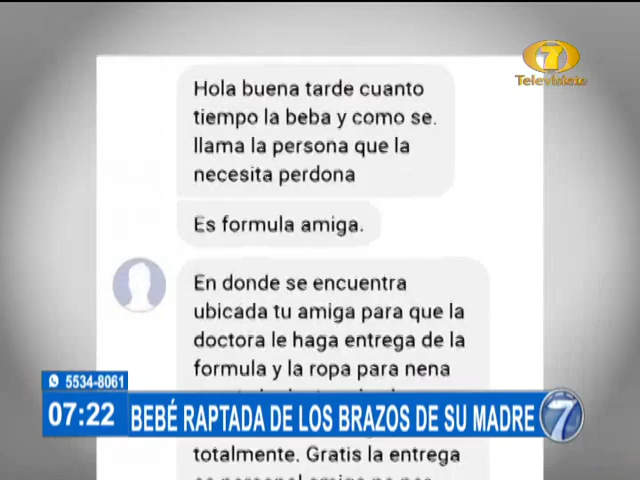 7
Televisiete
Hola buena tarde cuanto
tiempo la beba y como se.
llama la persona que la
necesita perdona
Es formula amiga.
En donde se encuentra
ubicada tu amiga para que la
doctora le haga entrega de la
formula y la ropa para nena
5534-8061
07:22 BEBÉ RAPTADA DE LOS BRAZOS DE SU MADRE 7
totalmente. Gratis la entrega